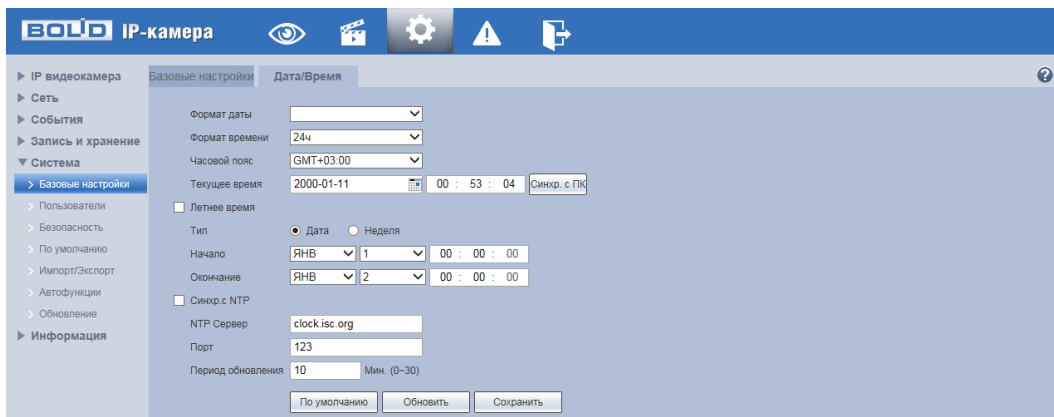 BOLID IP-камера
IP видеокамера
Сеть
События
Запись и хранение
Система
Базовые настройки
Пользователи
Безопасность
По умолчанию
Импорт/Экспорт
Автофункции
Обновление
Информация
Базовые настройки Дата/Время
Формат даты
Формат времени 24ч
Часовой пояс GMT+03:00
Текущее время 2000-01-11 00 : 53 : 04 Синхр. с ПК
Летнее время
Тип Дата Неделя
Начало ЯНВ 1 00 : 00 : 00
Окончание ЯНВ 2 00 : 00 : 00
Синхр.с NTP
NTP Сервер clock.isc.org
Порт 123
Период обновления 10 Мин. (0~30)
По умолчанию Обновить Сохранить